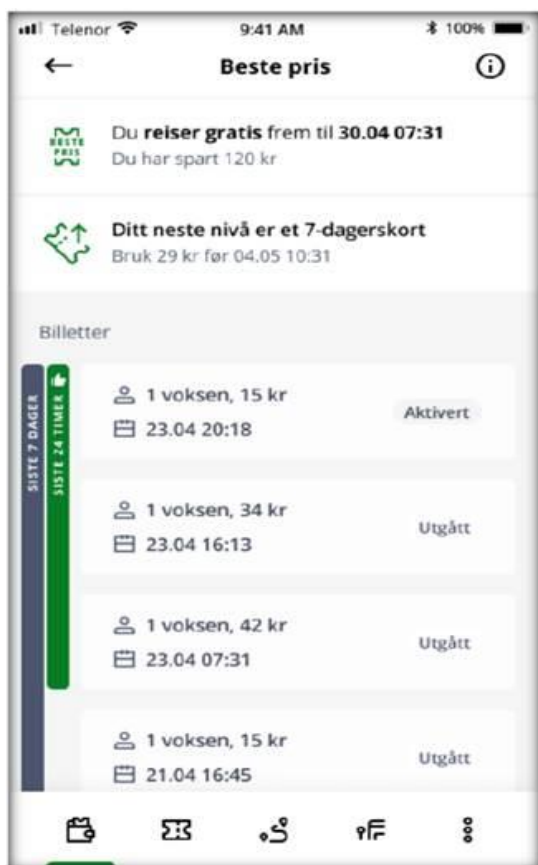 Telenor 9:41 AM 100%
Beste pris
BESTE
PRIS
Du reiser gratis frem til 30.04 07:31
Du har spart 120 kr
Ditt neste nivå er et 7-dagerskort
Bruk 29 kr før 04.05 10:31
Billetter
SISTE 7 DAGER
SISTE 24 TIMER
1 voksen, 15 kr
Aktivert
23.04 20:18
1 voksen, 34 kr
Utgått
23.04 16:13
1 voksen, 42 kr
Utgått
23.04 07:31
1 voksen, 15 kr
Utgått
21.04 16:45